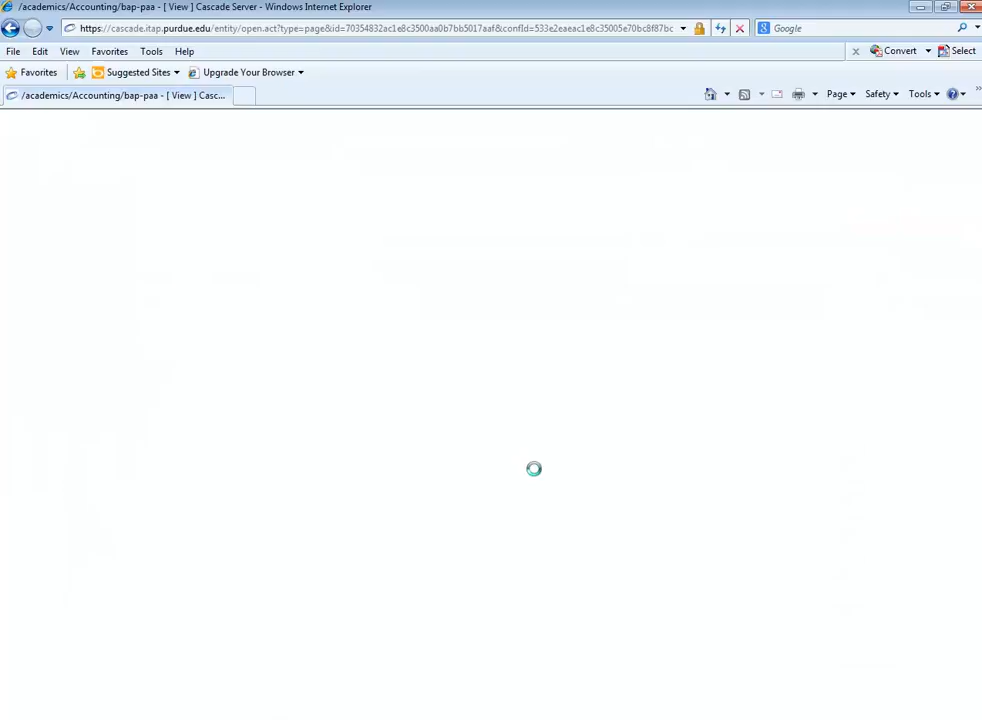 /academics/Accounting/bap-paa - [ View ] Cascade Server - Windows Internet Explorer
https://cascade.itap.purdue.edu/entity/open.act?type=page&id=70354832ac1e8c3500aa0b7bb5017aaf&confId=533e2eaeac1e8c35005e70bc8f87bc
Google
File Edit View Favorites Tools Help
Convert Select
Favorites Suggested Sites Upgrade Your Browser
/academics/Accounting/bap-paa - [ View ] Casc...
Page Safety Tools